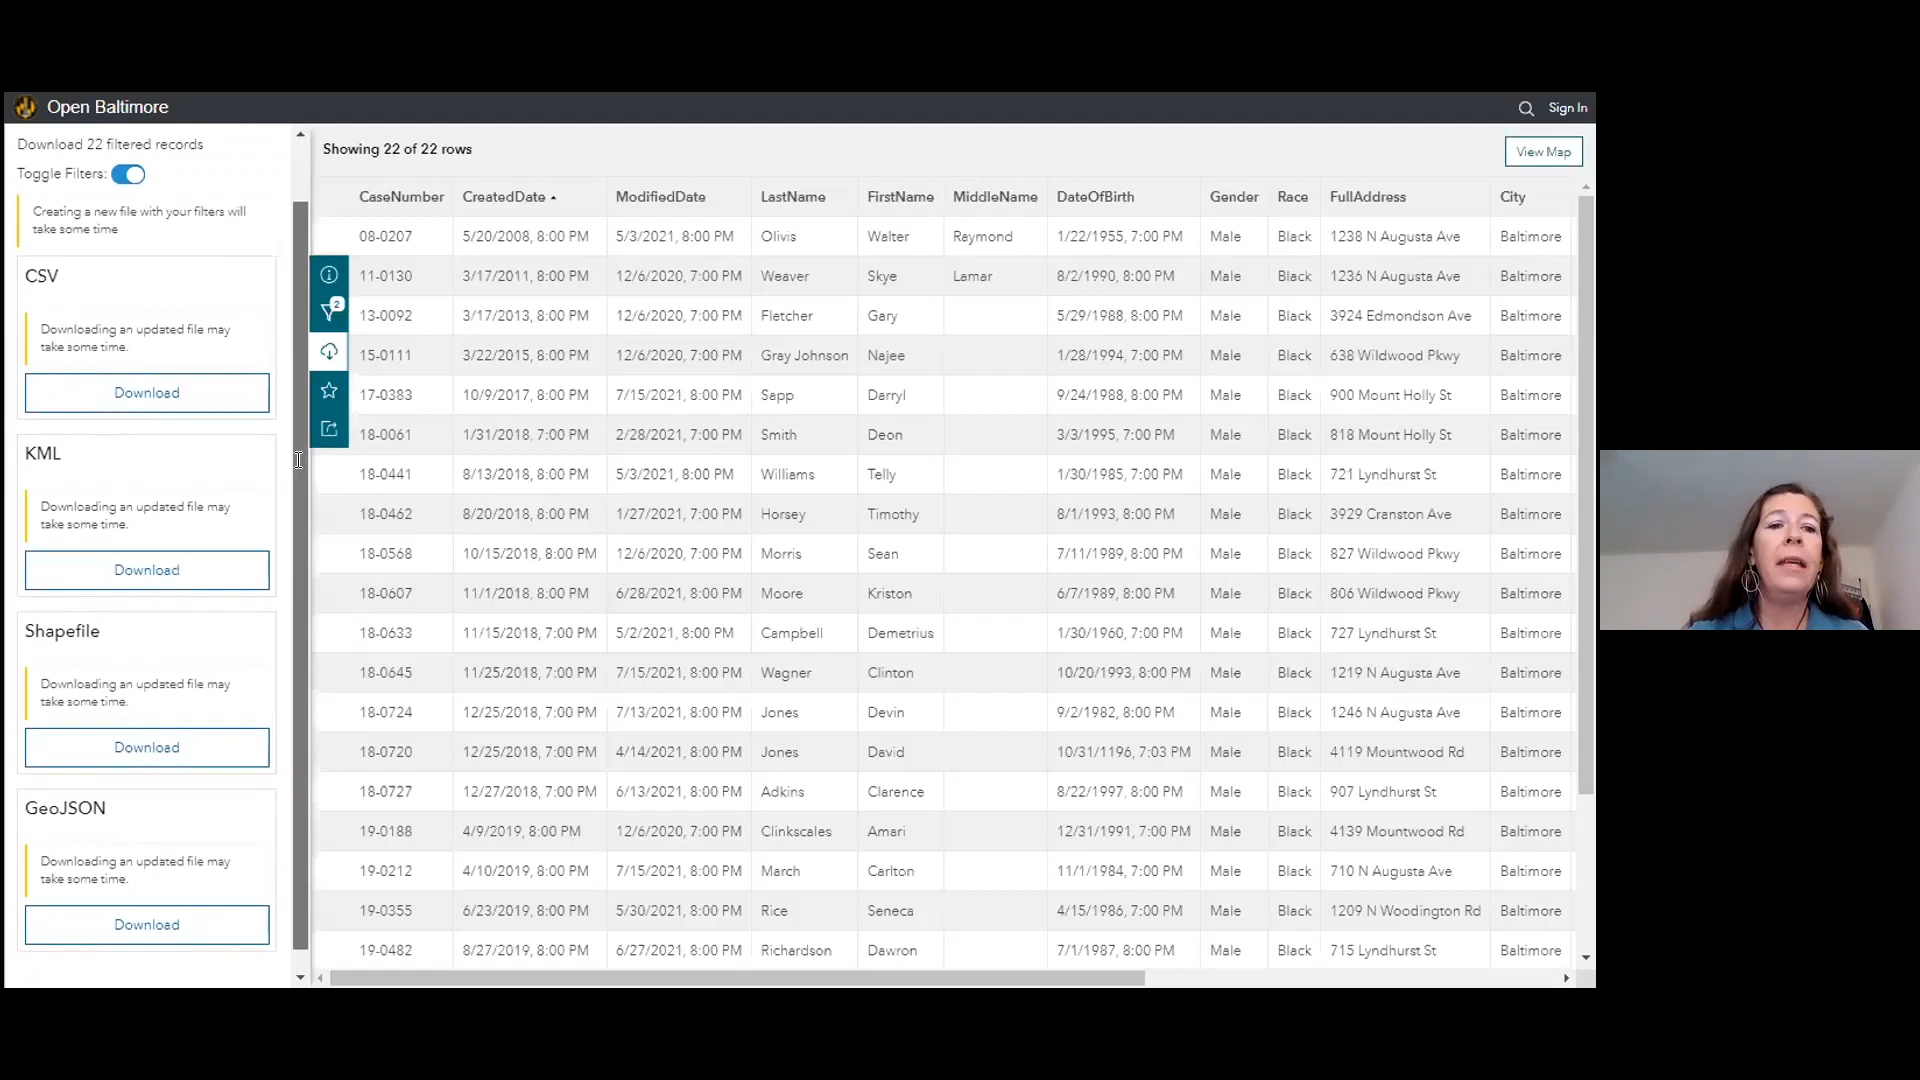 Open Baltimore
Sign In
Download 22 filtered records
Toggle Filters:
Creating a new file with your filters will
take some time
CSV
Downloading an updated file may
take some time.
Download
KML
Downloading an updated file may
take some time.
Download
Shapefile
Downloading an updated file may
take some time.
Download
GeoJSON
Downloading an updated file may
take some time.
Download
2
Showing 22 of 22 rows
View Map
CaseNumber CreatedDate ModifiedDate LastName FirstName MiddleName DateOfBirth Gender Race FullAddress City
08-0207 5/20/2008, 8:00 PM 5/3/2021, 8:00 PM Olivis Walter Raymond 1/22/1955, 7:00 PM Male Black 1238 N Augusta Ave Baltimore
11-0130 3/17/2011, 8:00 PM 12/6/2020, 7:00 PM Weaver Skye Lamar 8/2/1990, 8:00 PM Male Black 1236 N Augusta Ave Baltimore
13-0092 3/17/2013, 8:00 PM 12/6/2020, 7:00 PM Fletcher Gary 5/29/1988, 8:00 PM Male Black 3924 Edmondson Ave Baltimore
15-0111 3/22/2015, 8:00 PM 12/6/2020, 7:00 PM Gray Johnson Najee 1/28/1994, 7:00 PM Male Black 638 Wildwood Pkwy Baltimore
17-0383 10/9/2017, 8:00 PM 7/15/2021, 8:00 PM Sapp Darryl 9/24/1988, 8:00 PM Male Black 900 Mount Holly St Baltimore
18-0061 1/31/2018, 7:00 PM 2/28/2021, 7:00 PM Smith Deon 3/3/1995, 7:00 PM Male Black 818 Mount Holly St Baltimore
18-0441 8/13/2018, 8:00 PM 5/3/2021, 8:00 PM Williams Telly 1/30/1985, 7:00 PM Male Black 721 Lyndhurst St Baltimore
18-0462 8/20/2018, 8:00 PM 1/27/2021, 7:00 PM Horsey Timothy 8/1/1993, 8:00 PM Male Black 3929 Cranston Ave Baltimore
18-0568 10/15/2018, 8:00 PM 12/6/2020, 7:00 PM Morris Sean 7/11/1989, 8:00 PM Male Black 827 Wildwood Pkwy Baltimore
18-0607 11/1/2018, 8:00 PM 6/28/2021, 8:00 PM Moore Kriston 6/7/1989, 8:00 PM Male Black 806 Wildwood Pkwy Baltimore
18-0633 11/15/2018, 7:00 PM 5/2/2021, 8:00 PM Campbell Demetrius 1/30/1960, 7:00 PM Male Black 727 Lyndhurst St Baltimore
18-0645 11/25/2018, 7:00 PM 7/15/2021, 8:00 PM Wagner Clinton 10/20/1993, 8:00 PM Male Black 1219 N Augusta Ave Baltimore
18-0724 12/25/2018, 7:00 PM 7/13/2021, 8:00 PM Jones Devin 9/2/1982, 8:00 PM Male Black 1246 N Augusta Ave Baltimore
18-0720 12/25/2018, 7:00 PM 4/14/2021, 8:00 PM Jones David 10/31/1196, 7:03 PM Male Black 4119 Mountwood Rd Baltimore
18-0727 12/27/2018, 7:00 PM 6/13/2021, 8:00 PM Adkins Clarence 8/22/1997, 8:00 PM Male Black 907 Lyndhurst St Baltimore
19-0188 4/9/2019, 8:00 PM 12/6/2020, 7:00 PM Clinkscales Amari 12/31/1991, 7:00 PM Male Black 4139 Mountwood Rd Baltimore
19-0212 4/10/2019, 8:00 PM 7/15/2021, 8:00 PM March Carlton 11/1/1984, 7:00 PM Male Black 710 N Augusta Ave Baltimore
19-0355 6/23/2019, 8:00 PM 5/30/2021, 8:00 PM Rice Seneca 4/15/1986, 7:00 PM Male Black 1209 N Woodington Rd Baltimore
19-0482 8/27/2019, 8:00 PM 6/27/2021, 8:00 PM Richardson Dawron 7/1/1987, 8:00 PM Male Black 715 Lyndhurst St Baltimore